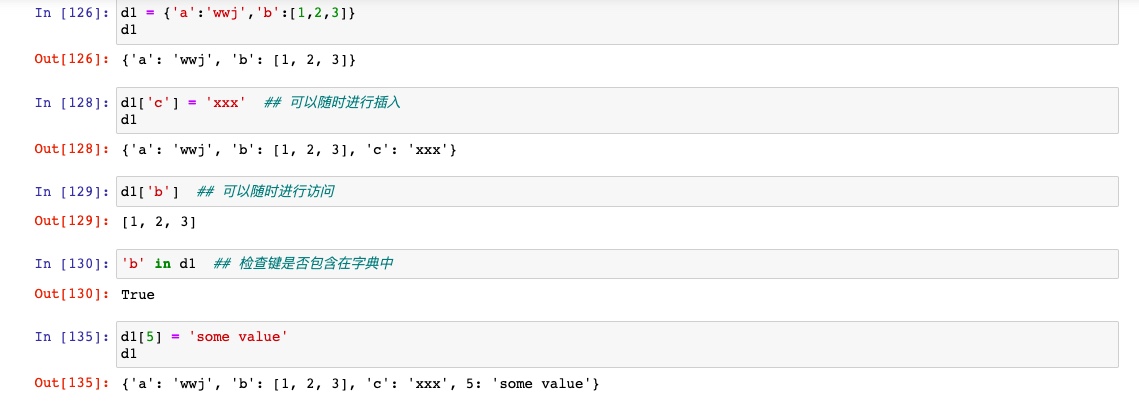 In [126]: d1 = {'a':'wwj','b':[1,2,3]}
d1
Out[126]: {'a': 'wwj', 'b': [1, 2, 3]}
In [128]: d1['c'] = 'xxx'  ## 可以随时进行插入
d1
Out[128]: {'a': 'wwj', 'b': [1, 2, 3], 'c': 'xxx'}
In [129]: d1['b']  ## 可以随时进行访问
Out[129]: [1, 2, 3]
In [130]: 'b' in d1  ## 检查键是否包含在字典中
Out[130]: True
In [135]: d1[5] = 'some value'
d1
Out[135]: {'a': 'wwj', 'b': [1, 2, 3], 'c': 'xxx', 5: 'some value'}